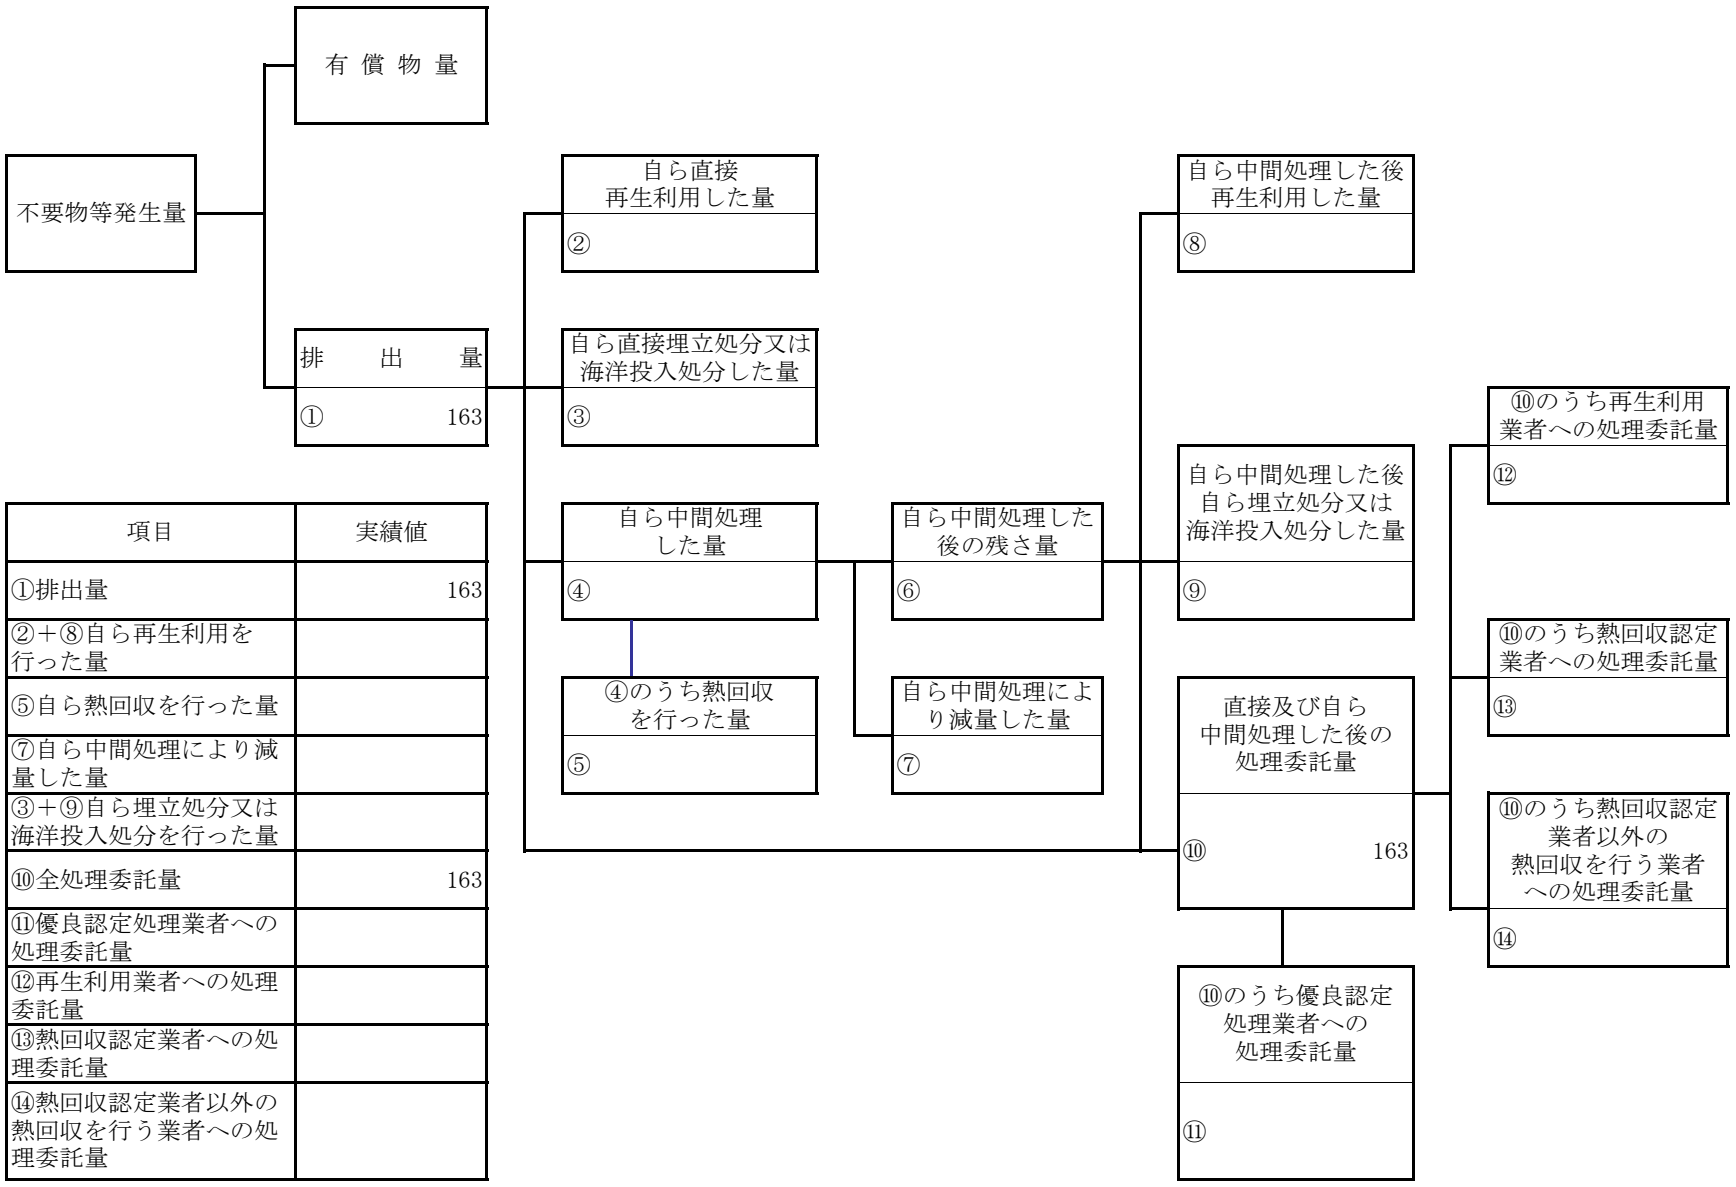 有償物量
不要物等発生量
排出量
① 163
自ら直接
再生利用した量
②
自ら直接埋立処分又は
海洋投入処分した量
③
自ら中間処理
した量
④
④のうち熱回収
を行った量
⑤
自ら中間処理した
後の残さ量
⑥
自ら中間処理によ
り減量した量
⑦
自ら中間処理した後
再生利用した量
⑧
自ら中間処理した後
自ら埋立処分又は
海洋投入処分した量
⑨
直接及び自ら
中間処理した後の
処理委託量
⑩ 163
⑩のうち優良認定
処理業者への
処理委託量
⑪
⑩のうち再生利用
業者への処理委託量
⑫
⑩のうち熱回収認定
業者への処理委託量
⑬
⑩のうち熱回収認定
業者以外の
熱回収を行う業者
への処理委託量
⑭
項目 実績値
①排出量 163
②+⑧自ら再生利用を
行った量
⑤自ら熱回収を行った量
⑦自ら中間処理により減
量した量
③+⑨自ら埋立処分又は
海洋投入処分を行った量
⑩全処理委託量 163
⑪優良認定処理業者への
処理委託量
⑫再生利用業者への処理
委託量
⑬熱回収認定業者への処
理委託量
⑭熱回収認定業者以外の
熱回収を行う業者への処
理委託量